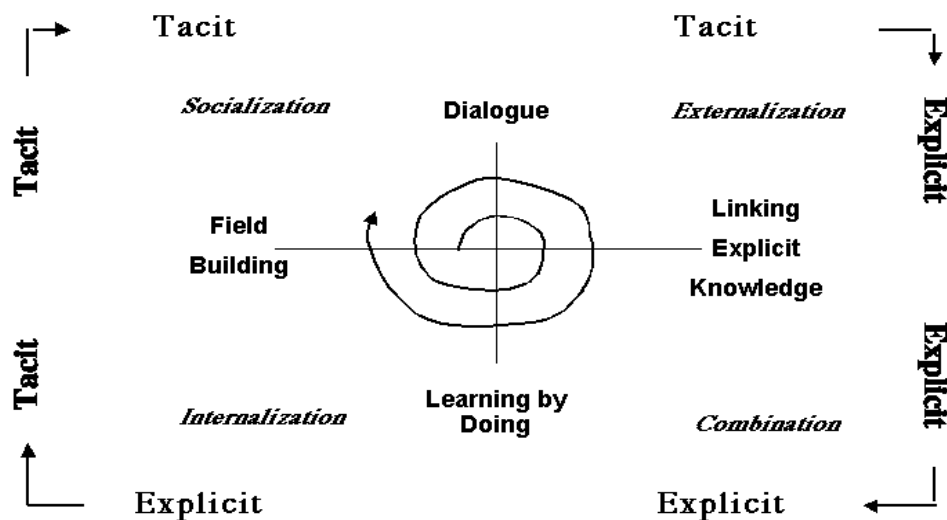 Tacit
Tacit
Socialization
Dialogue
Externalization
Tacit
Explicit
Field
Building
Linking
Explicit
Knowledge
Tacit
Explicit
Internalization
Learning by
Doing
Combination
Explicit
Explicit